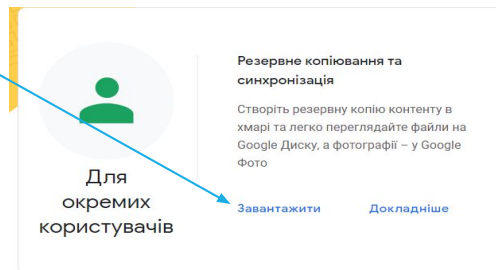 Резервне копіювання та
синхронізація
Створіть резервну копію контенту в
хмарі та легко переглядайте файли на
Google Диску, а фотографії – у Google
Фото
Завантажити Докладніше
Для
окремих
користувачів